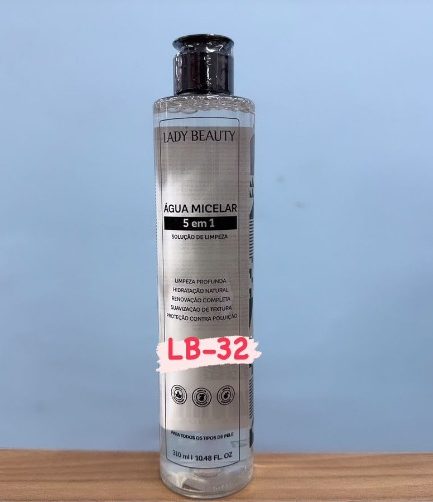 LADY BEAUTY
ÁGUA MICELAR
5 em 1
SOLUÇÃO DE LIMPEZA
LIMPEZA PROFUNDA
HIDRATAÇÃO NATURAL
RENOVAÇÃO COMPLETA
SUAVIZAÇÃO DE TEXTURA
PROTEÇÃO CONTRA POLUIÇÃO
LB-32
PARA TODOS OS TIPOS DE PELE
310 ml | 10.48 FL. OZ